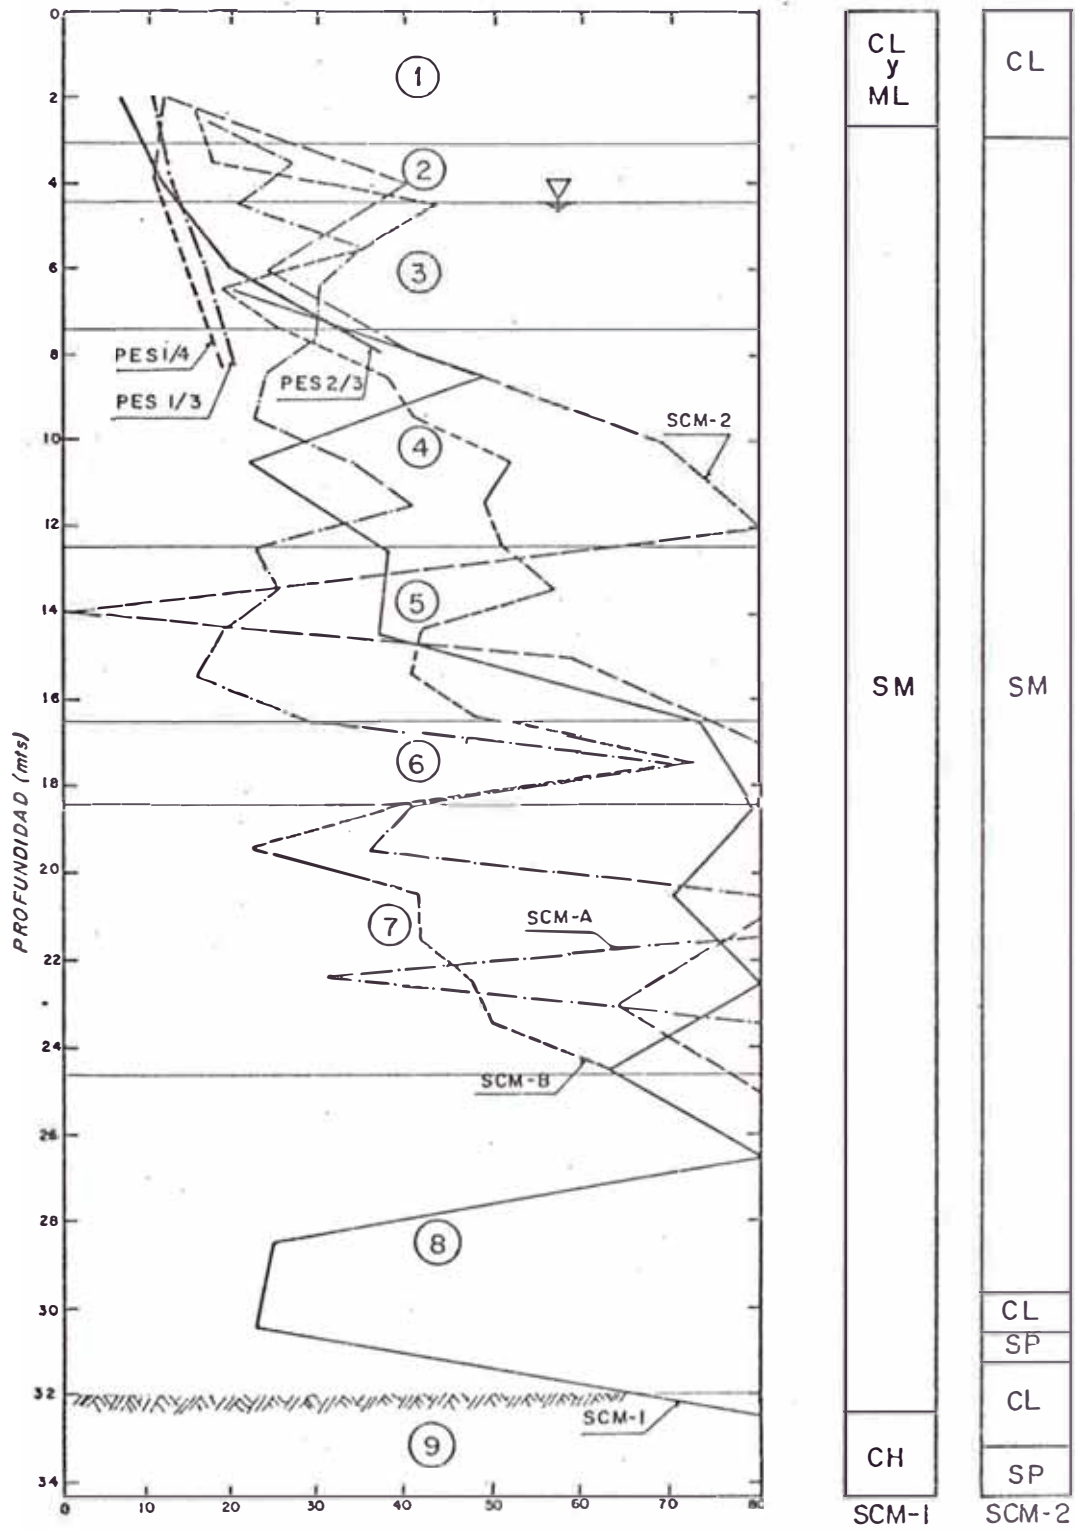 0
2
4
6
8
10
12
14
16
18
20
22
24
26
28
30
32
34
PROFUNDIDAD (mts)
0 10 20 30 40 50 60 72 80
1
2
3
4
5
6
7
8
9
PES 1/4
PES 1/3
PES 2/3
SCM-2
SCM-A
SCM-B
SCM-1
CL
y
ML
SM
CH
SCM-1
CL
SM
CL
SP
CL
SP
SCM-2